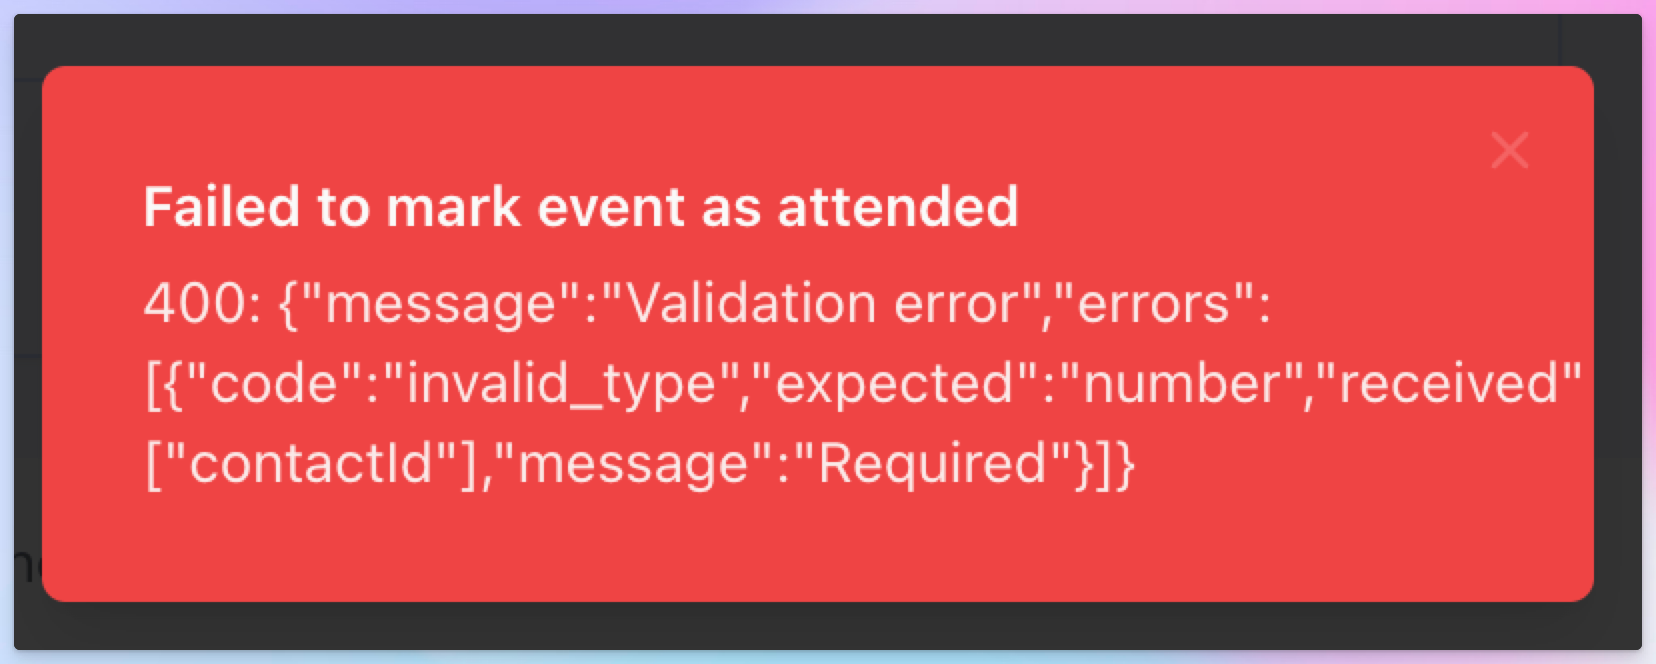 Failed to mark event as attended
400: {"message":"Validation error","errors":
[{"code":"invalid_type","expected":"number","received"
["contactId"],"message":"Required"}]}